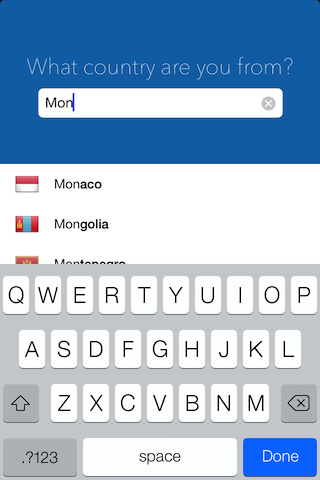 What country are you from?
Mon
Monaco
Mongolia
Montenegro
Q W E R T Y U I O P
A S D F G H J K L
Z X C V B N M
.?123 space Done